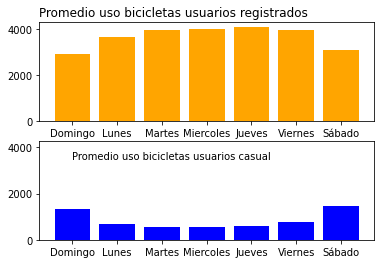 Promedio uso bicicletas usuarios registrados
4000
2000
0
Domingo Lunes Martes Miercoles Jueves Viernes Sábado
4000
Promedio uso bicicletas usuarios casual
2000
0
Domingo Lunes Martes Miercoles Jueves Viernes Sábado